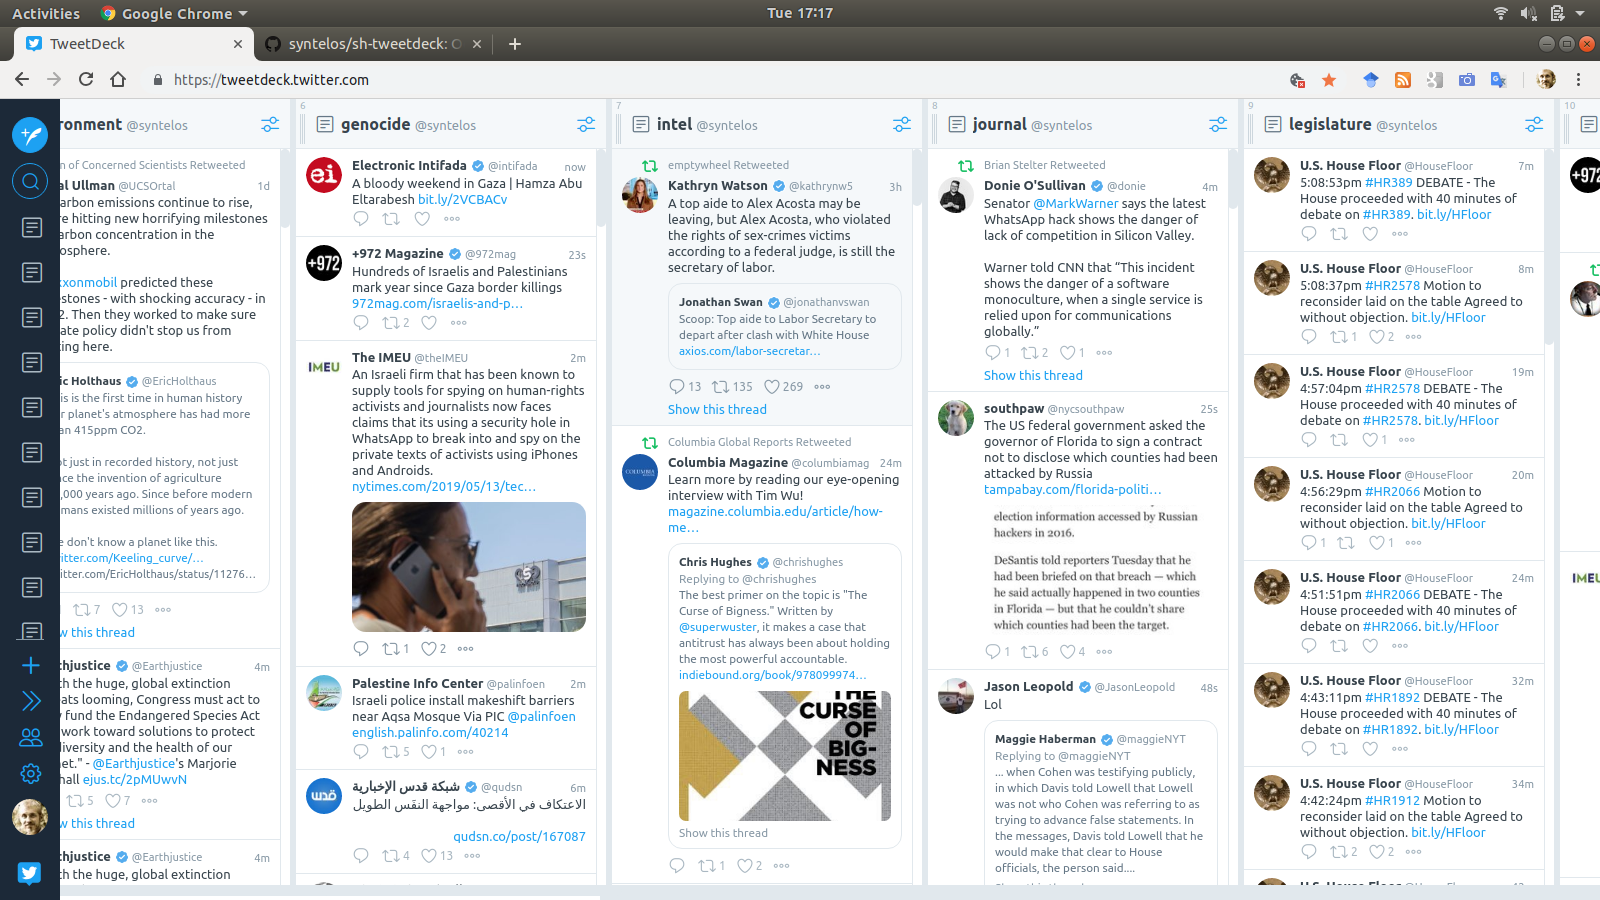 Activities
Google Chrome
Tue 17:17
TweetDeck
syntelos/sh-tweetdeck:
https://tweetdeck.twitter.com
ronment @syntelos
n of Concerned Scientists Retweeted
al Ullman @UCSOrtal 1d
arbon emissions continue to rise,
re hitting new horrifying milestones
arbon concentration in the
osphere.
xxonmobil predicted these
estones - with shocking accuracy - in
2. Then they worked to make sure
ate policy didn't stop us from
ting here.
ic Holthaus @EricHolthaus
is is the first time in human history
r planet's atmosphere has had more
an 415ppm CO2.
t just in recorded history, not just
ce the invention of agriculture
,000 years ago. Since before modern
mans existed millions of years ago.
e don't know a planet like this.
itter.com/Keeling_curve/…
itter.com/EricHolthaus/status/11276…
7 13
w this thread
thjustice @Earthjustice 4m
th the huge, global extinction
eats looming, Congress must act to
y fund the Endangered Species Act
work toward solutions to protect
diversity and the health of our
net." - @Earthjustice's Marjorie
hall ejus.tc/2pMUwvN
5 7
w this thread
thjustice @Earthjustice 4m
th the huge, global extinction
6
genocide @syntelos
Electronic Intifada @intifada now
A bloody weekend in Gaza | Hamza Abu
Eltarabesh bit.ly/2VCBACv
+972 Magazine @972mag 23s
Hundreds of Israelis and Palestinians
mark year since Gaza border killings
972mag.com/israelis-and-p…
2
The IMEU @theIMEU 2m
An Israeli firm that has been known to
supply tools for spying on human-rights
activists and journalists now faces
claims that its using a security hole in
WhatsApp to break into and spy on the
private texts of activists using iPhones
and Androids.
nytimes.com/2019/05/13/tec…
1 2
Palestine Info Center @palinfoen 2m
Israeli police install makeshift barriers
near Aqsa Mosque Via PIC @palinfoen
english.palinfo.com/40214
5 1
شبكة قدس الإخبارية @qudsn 6m
الاعتكاف في الأقصى: مواجهة النفَس الطويل
qudsn.co/post/167087
4 13
7
intel @syntelos
emptywheel Retweeted
Kathryn Watson @kathrynw5 3h
A top aide to Alex Acosta may be
leaving, but Alex Acosta, who violated
the rights of sex-crimes victims
according to a federal judge, is still the
secretary of labor.
Jonathan Swan @jonathanvswan
Scoop: Top aide to Labor Secretary to
depart after clash with White House
axios.com/labor-secretar…
13 135 269
Show this thread
Columbia Global Reports Retweeted
Columbia Magazine @columbiamag 24m
Learn more by reading our eye-opening
interview with Tim Wu!
magazine.columbia.edu/article/how-
me…
Chris Hughes @chrishughes
Replying to @chrishughes
The best primer on the topic is "The
Curse of Bigness." Written by
@superwuster, it makes a case that
antitrust has always been about holding
the most powerful accountable.
indiebound.org/book/978099974…
THE
CURSE
OF
BIG-
NESS
Show this thread
1 2
8
journal @syntelos
Brian Stelter Retweeted
Donie O'Sullivan @donie 4m
Senator @MarkWarner says the latest
WhatsApp hack shows the danger of
lack of competition in Silicon Valley.
Warner told CNN that “This incident
shows the danger of a software
monoculture, when a single service is
relied upon for communications
globally.”
1 2 1
Show this thread
southpaw @nycsouthpaw 25s
The US federal government asked the
governor of Florida to sign a contract
not to disclose which counties had been
attacked by Russia
tampabay.com/florida-politi…
election information accessed by Russian
hackers in 2016.
DeSantis told reporters Tuesday that he
had been briefed on that breach — which
he said actually happened in two counties
in Florida — but that he couldn't share
which counties had been the target.
1 6 4
Jason Leopold @JasonLeopold 48s
Lol
Maggie Haberman @maggieNYT
Replying to @maggieNYT
... when Cohen was testifying publicly,
in which Davis told Lowell that Lowell
was not who Cohen was referring to as
trying to advance false statements. In
the messages, Davis told Lowell that he
would make that clear to House
officials, the person said....
9
legislature @syntelos
U.S. House Floor @HouseFloor 7m
5:08:53pm #HR389 DEBATE - The
House proceeded with 40 minutes of
debate on #HR389. bit.ly/HFloor
U.S. House Floor @HouseFloor 8m
5:08:37pm #HR2578 Motion to
reconsider laid on the table Agreed to
without objection. bit.ly/HFloor
1 2
U.S. House Floor @HouseFloor 19m
4:57:04pm #HR2578 DEBATE - The
House proceeded with 40 minutes of
debate on #HR2578. bit.ly/HFloor
1
U.S. House Floor @HouseFloor 20m
4:56:29pm #HR2066 Motion to
reconsider laid on the table Agreed to
without objection. bit.ly/HFloor
1 1
U.S. House Floor @HouseFloor 24m
4:51:51pm #HR2066 DEBATE - The
House proceeded with 40 minutes of
debate on #HR2066. bit.ly/HFloor
U.S. House Floor @HouseFloor 32m
4:43:11pm #HR1892 DEBATE - The
House proceeded with 40 minutes of
debate on #HR1892. bit.ly/HFloor
U.S. House Floor @HouseFloor 34m
4:42:24pm #HR1912 Motion to
reconsider laid on the table Agreed to
without objection. bit.ly/HFloor
2 2
10
+972
IMEU